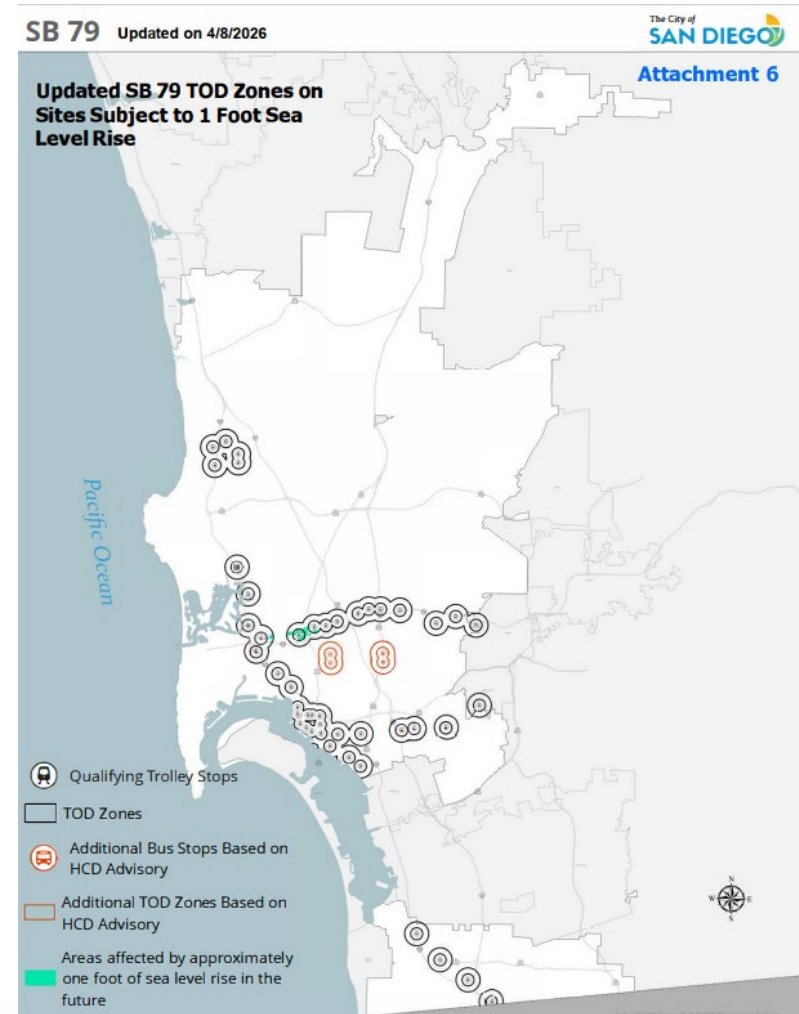 SB 79 Updated on 4/8/2026
The City of
SAN DIEGO
Attachment 6
Updated SB 79 TOD Zones on
Sites Subject to 1 Foot Sea
Level Rise
Pacific Ocean
Qualifying Trolley Stops
TOD Zones
Additional Bus Stops Based on
HCD Advisory
Additional TOD Zones Based on
HCD Advisory
Areas affected by approximately
one foot of sea level rise in the
future
N
W E
S